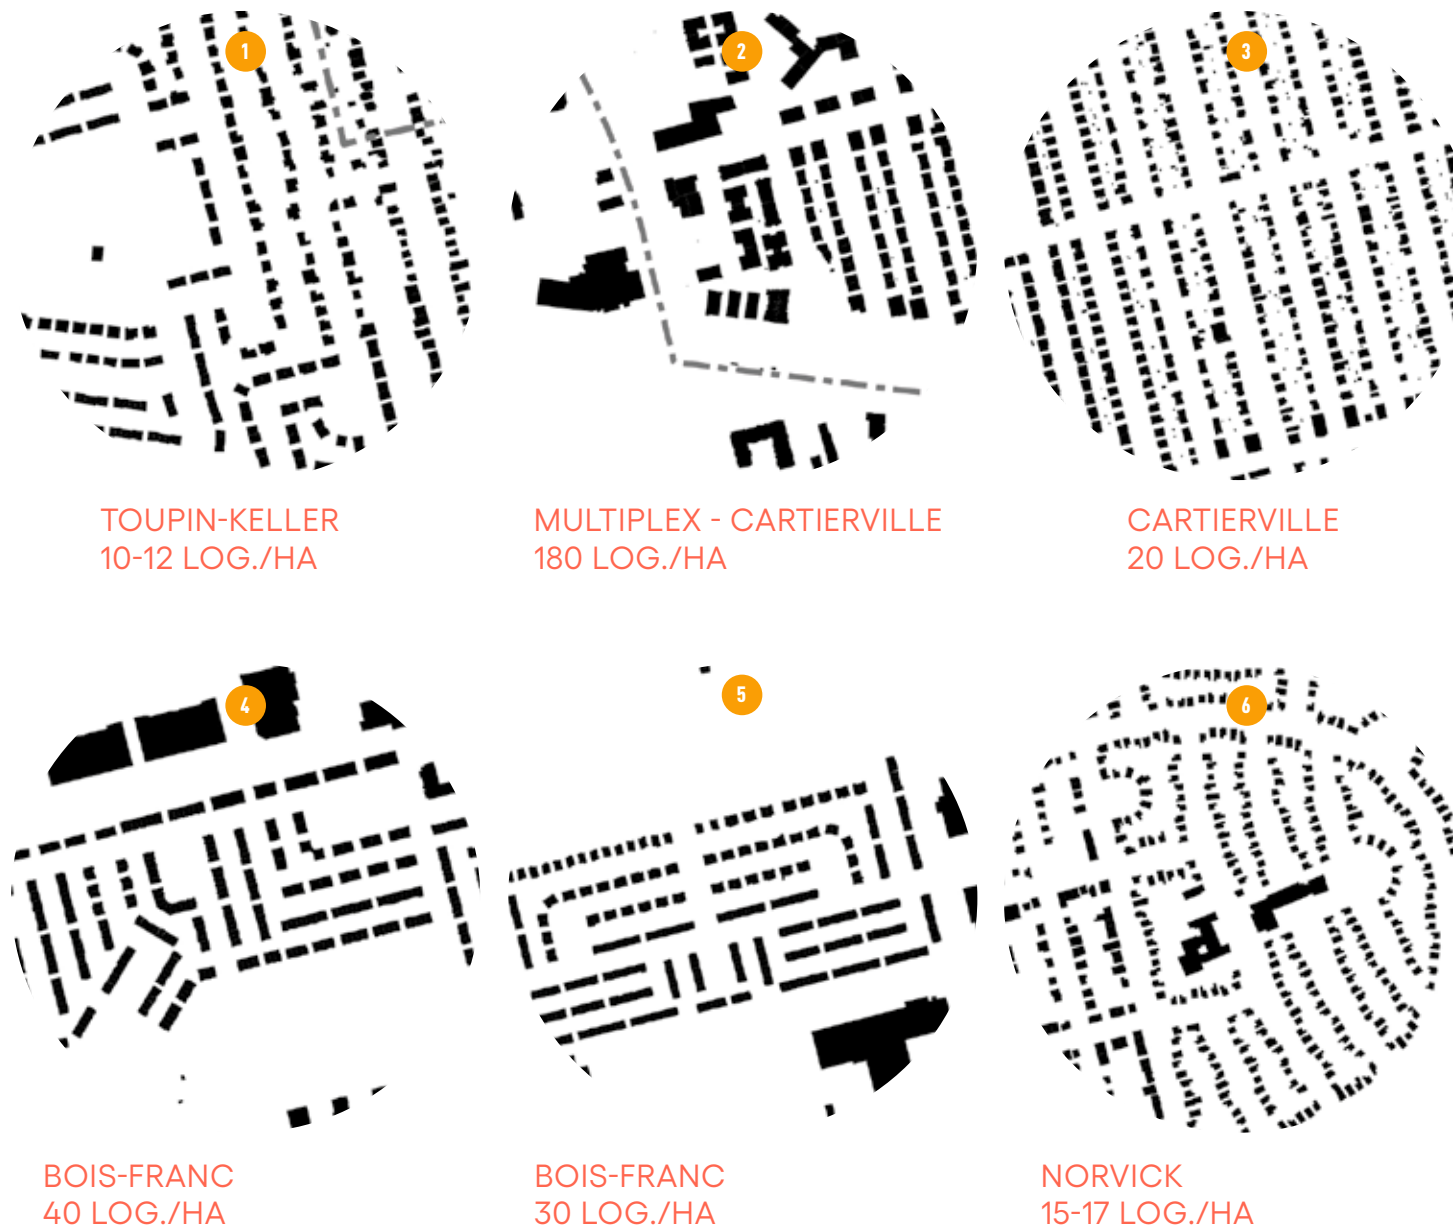 1
2
3
TOUPIN-KELLER
10-12 LOG./HA
MULTIPLEX - CARTIERVILLE
180 LOG./HA
CARTIERVILLE
20 LOG./HA
4
5
6
BOIS-FRANC
40 LOG./HA
BOIS-FRANC
30 LOG./HA
NORVICK
15-17 LOG./HA